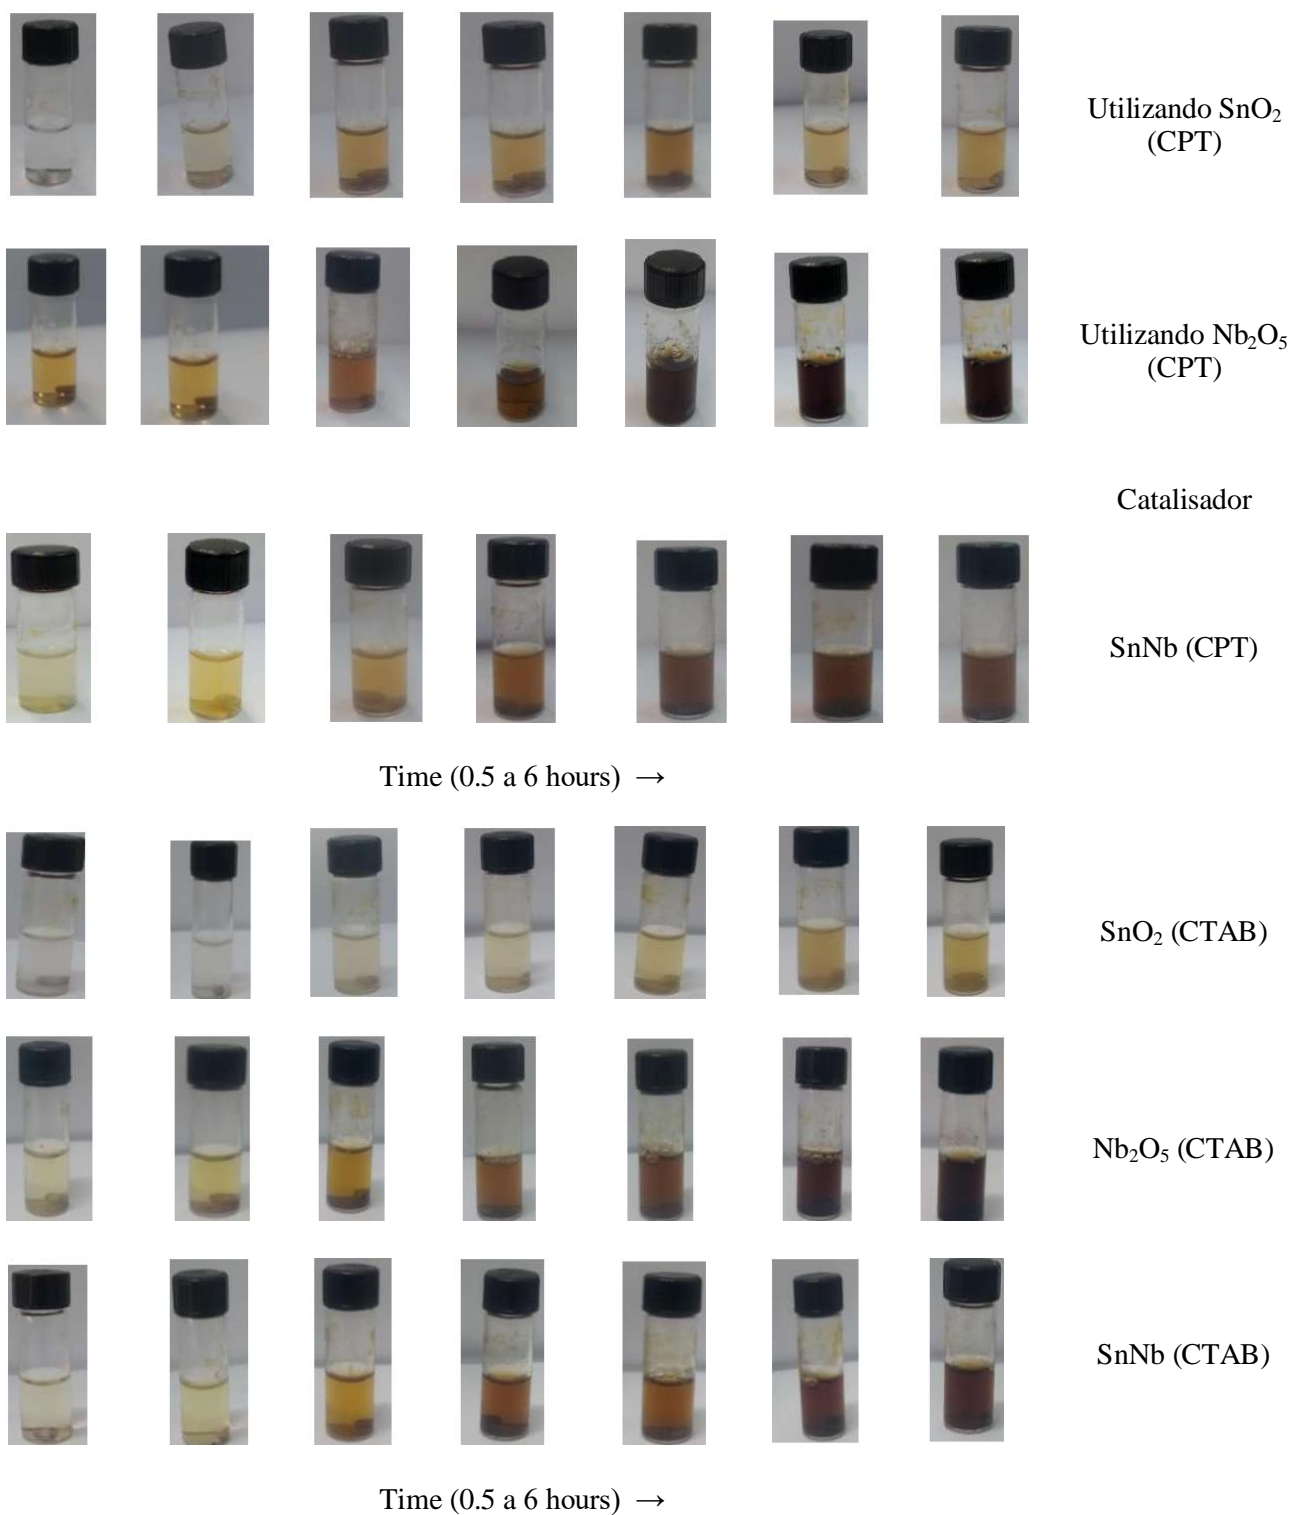 Utilizando SnO₂
(CPT)
Utilizando Nb₂O₅
(CPT)
Catalisador
SnNb (CPT)
Time (0.5 a 6 hours) →
SnO₂ (CTAB)
Nb₂O₅ (CTAB)
SnNb (CTAB)
Time (0.5 a 6 hours) →